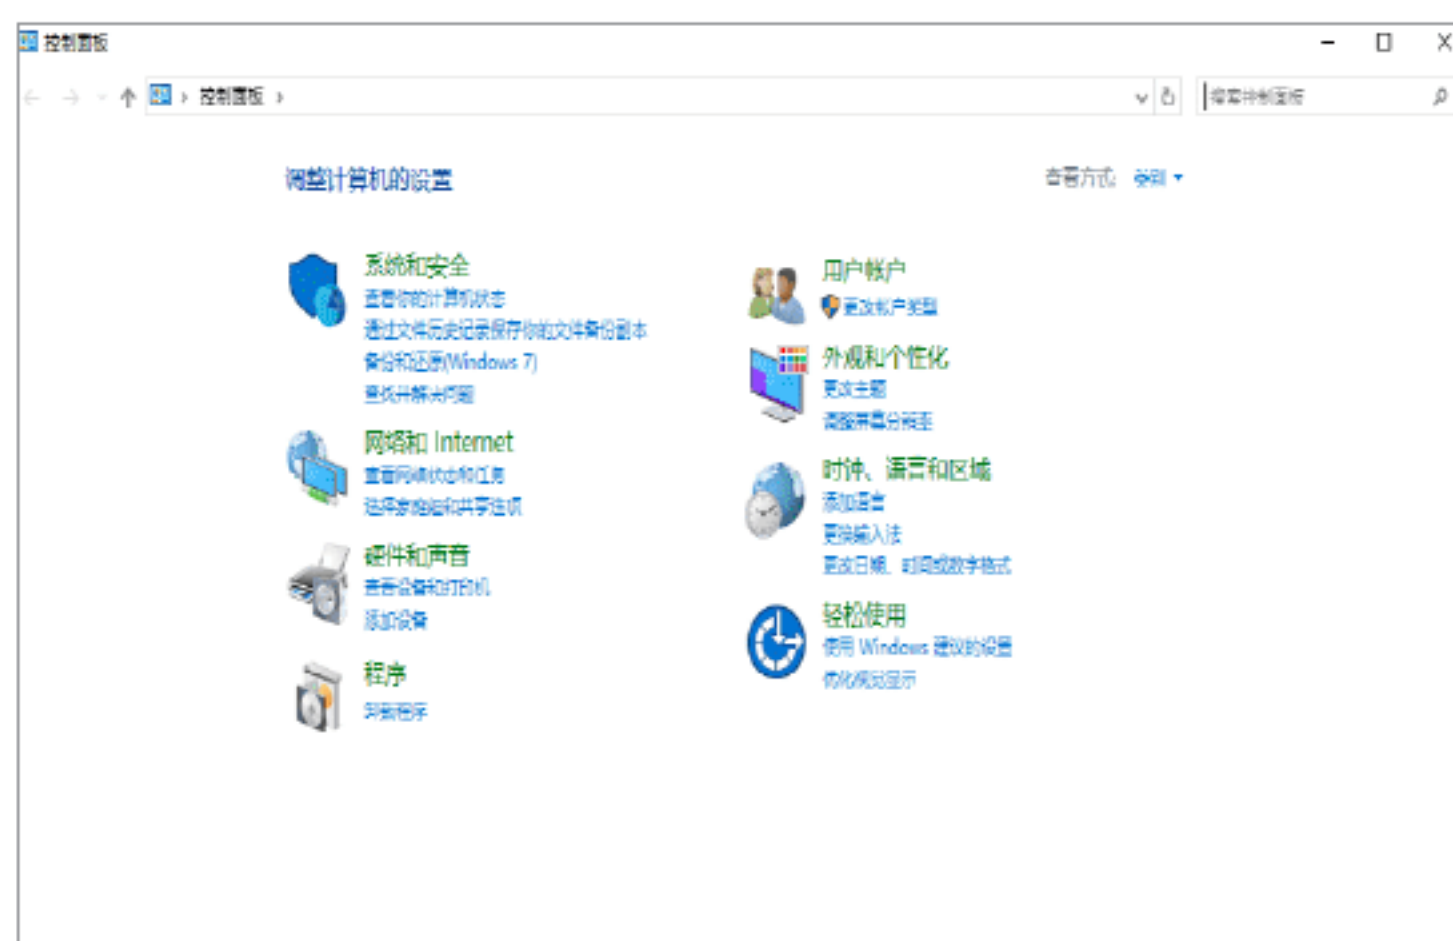 控制面板
控制面板
搜索控制面板
调整计算机的设置
查看方式: 类别
系统和安全
查看你的计算机状态
通过文件历史记录保存你的文件备份副本
备份和还原(Windows 7)
查找并解决问题
网络和 Internet
查看网络状态和任务
选择家庭组和共享选项
硬件和声音
查看设备和打印机
添加设备
程序
卸载程序
用户帐户
更改帐户类型
外观和个性化
更改主题
调整屏幕分辨率
时钟、语言和区域
添加语言
更换输入法
更改日期、时间或数字格式
轻松使用
使用 Windows 建议的设置
优化视觉显示